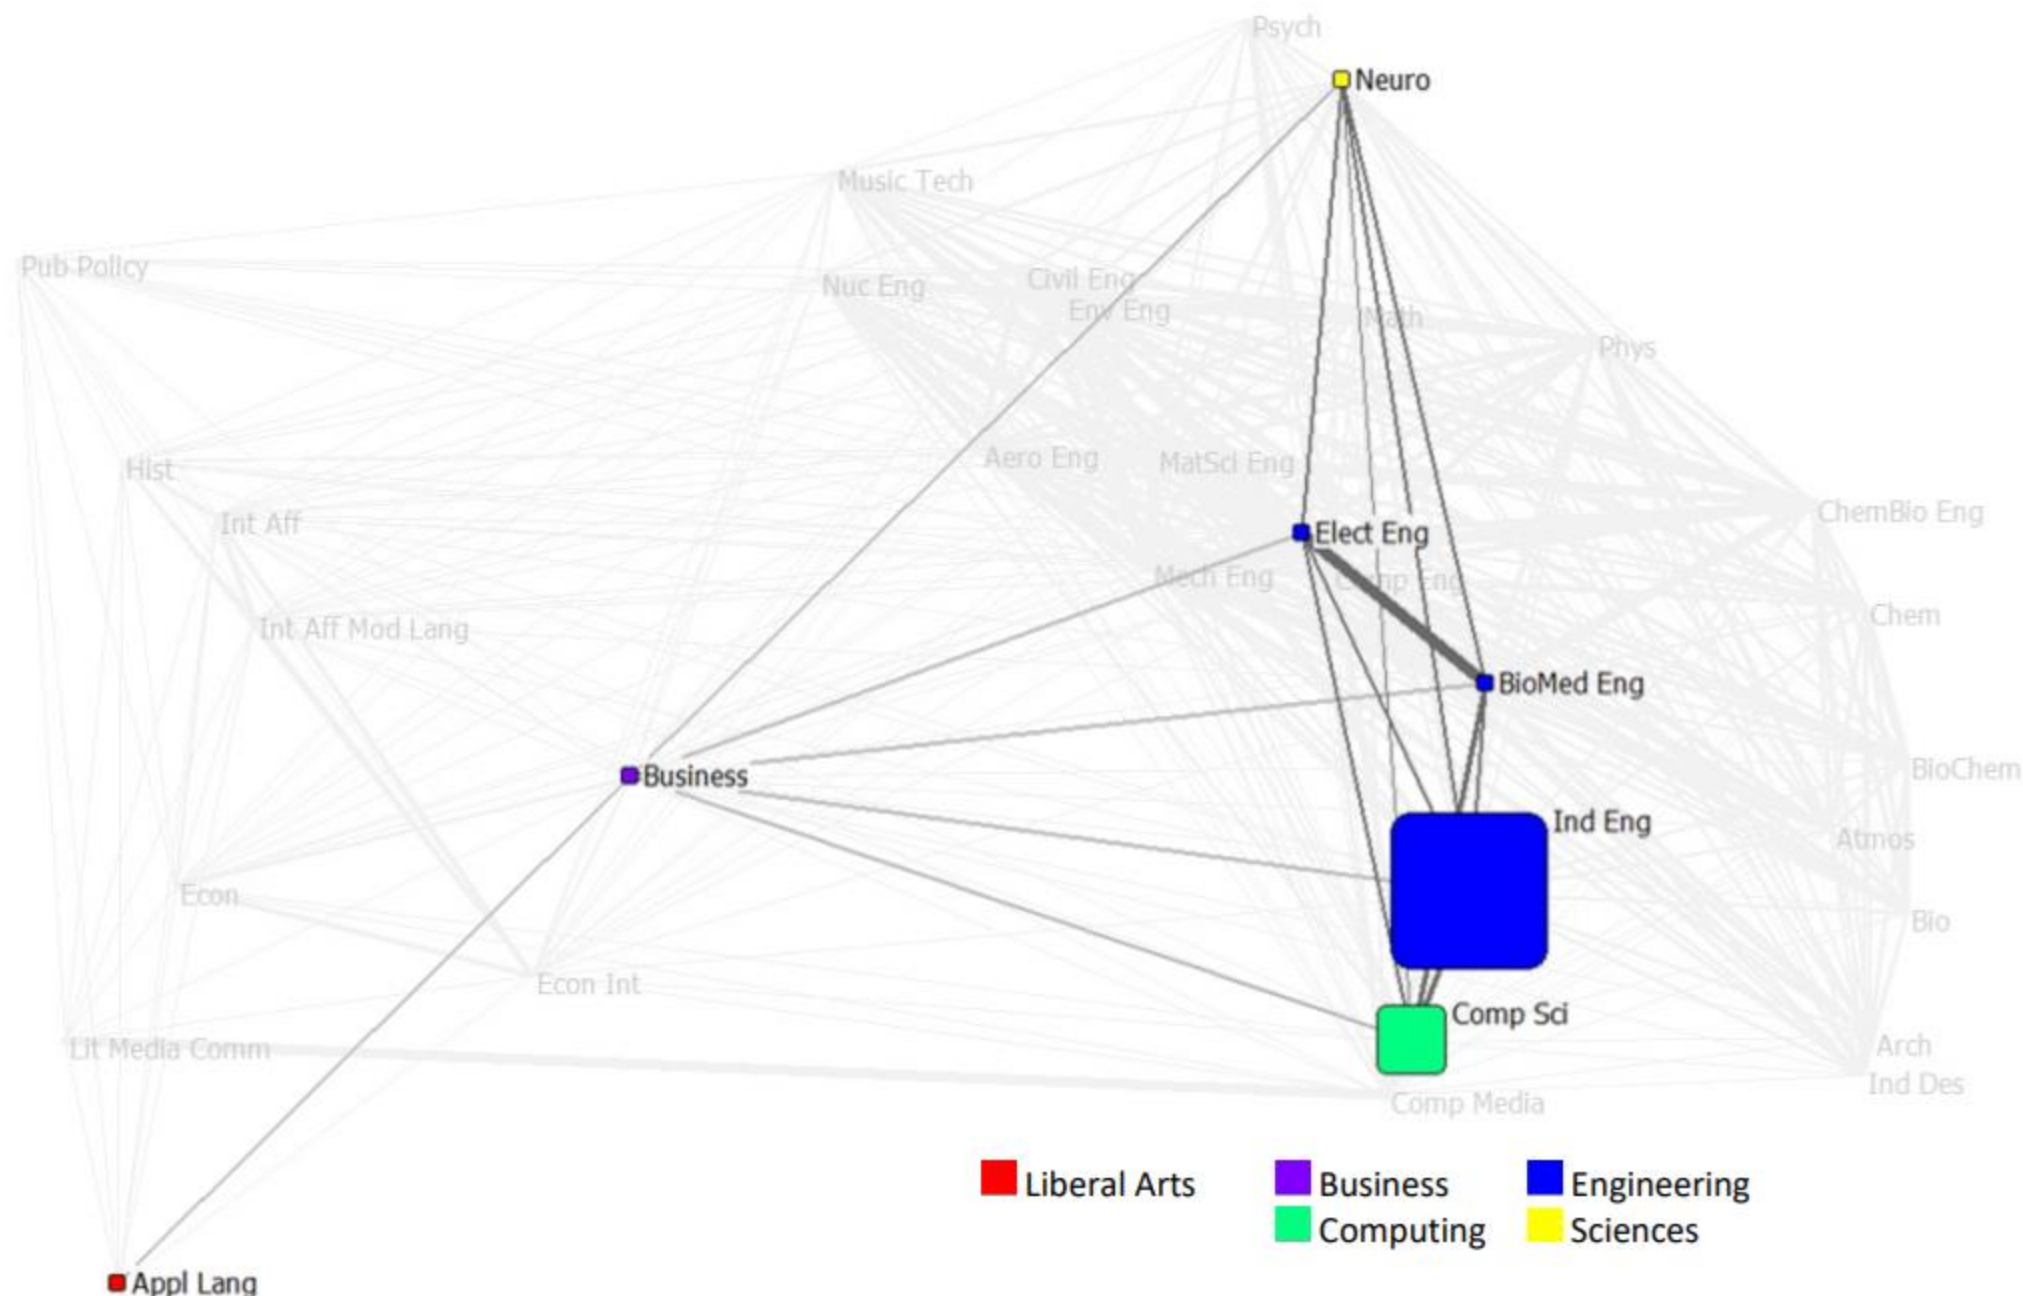 Psych
Neuro
Music Tech
Pub Policy
Nuc Eng
Civil Eng
Env Eng
Math
Phys
Hist
Aero Eng
MatSci Eng
Int Aff
ChemBio Eng
Elect Eng
Mech Eng
Comp Eng
Chem
Int Aff Mod Lang
BioMed Eng
Business
BioChem
Ind Eng
Atmos
Econ
Bio
Econ Int
Comp Sci
Lit Media Comm
Arch
Ind Des
Comp Media
Liberal Arts
Business
Engineering
Computing
Sciences
Appl Lang